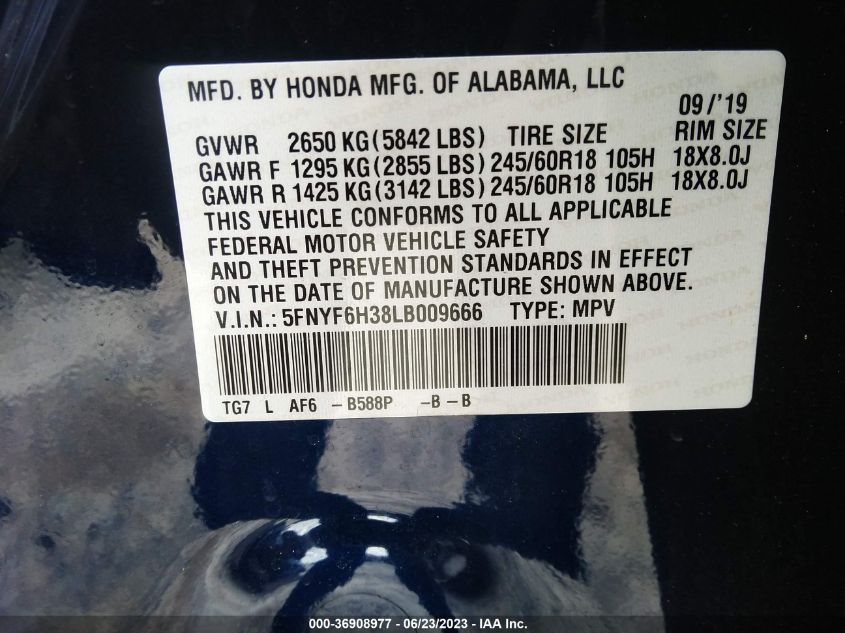 MFD. BY HONDA MFG. OF ALABAMA, LLC
09/'19
GVWR 2650 KG(5842 LBS) TIRE SIZE RIM SIZE
GAWR F 1295 KG(2855 LBS) 245/60R18 105H 18X8.0J
GAWR R 1425 KG(3142 LBS) 245/60R18 105H 18X8.0J
THIS VEHICLE CONFORMS TO ALL APPLICABLE
FEDERAL MOTOR VEHICLE SAFETY
AND THEFT PREVENTION STANDARDS IN EFFECT
ON THE DATE OF MANUFACTURE SHOWN ABOVE.
V.I.N.: 5FNYF6H38LB009666 TYPE: MPV
TG7 L AF6 -B588P -B-B
000-36908977 - 06/23/2023 - IAA Inc.